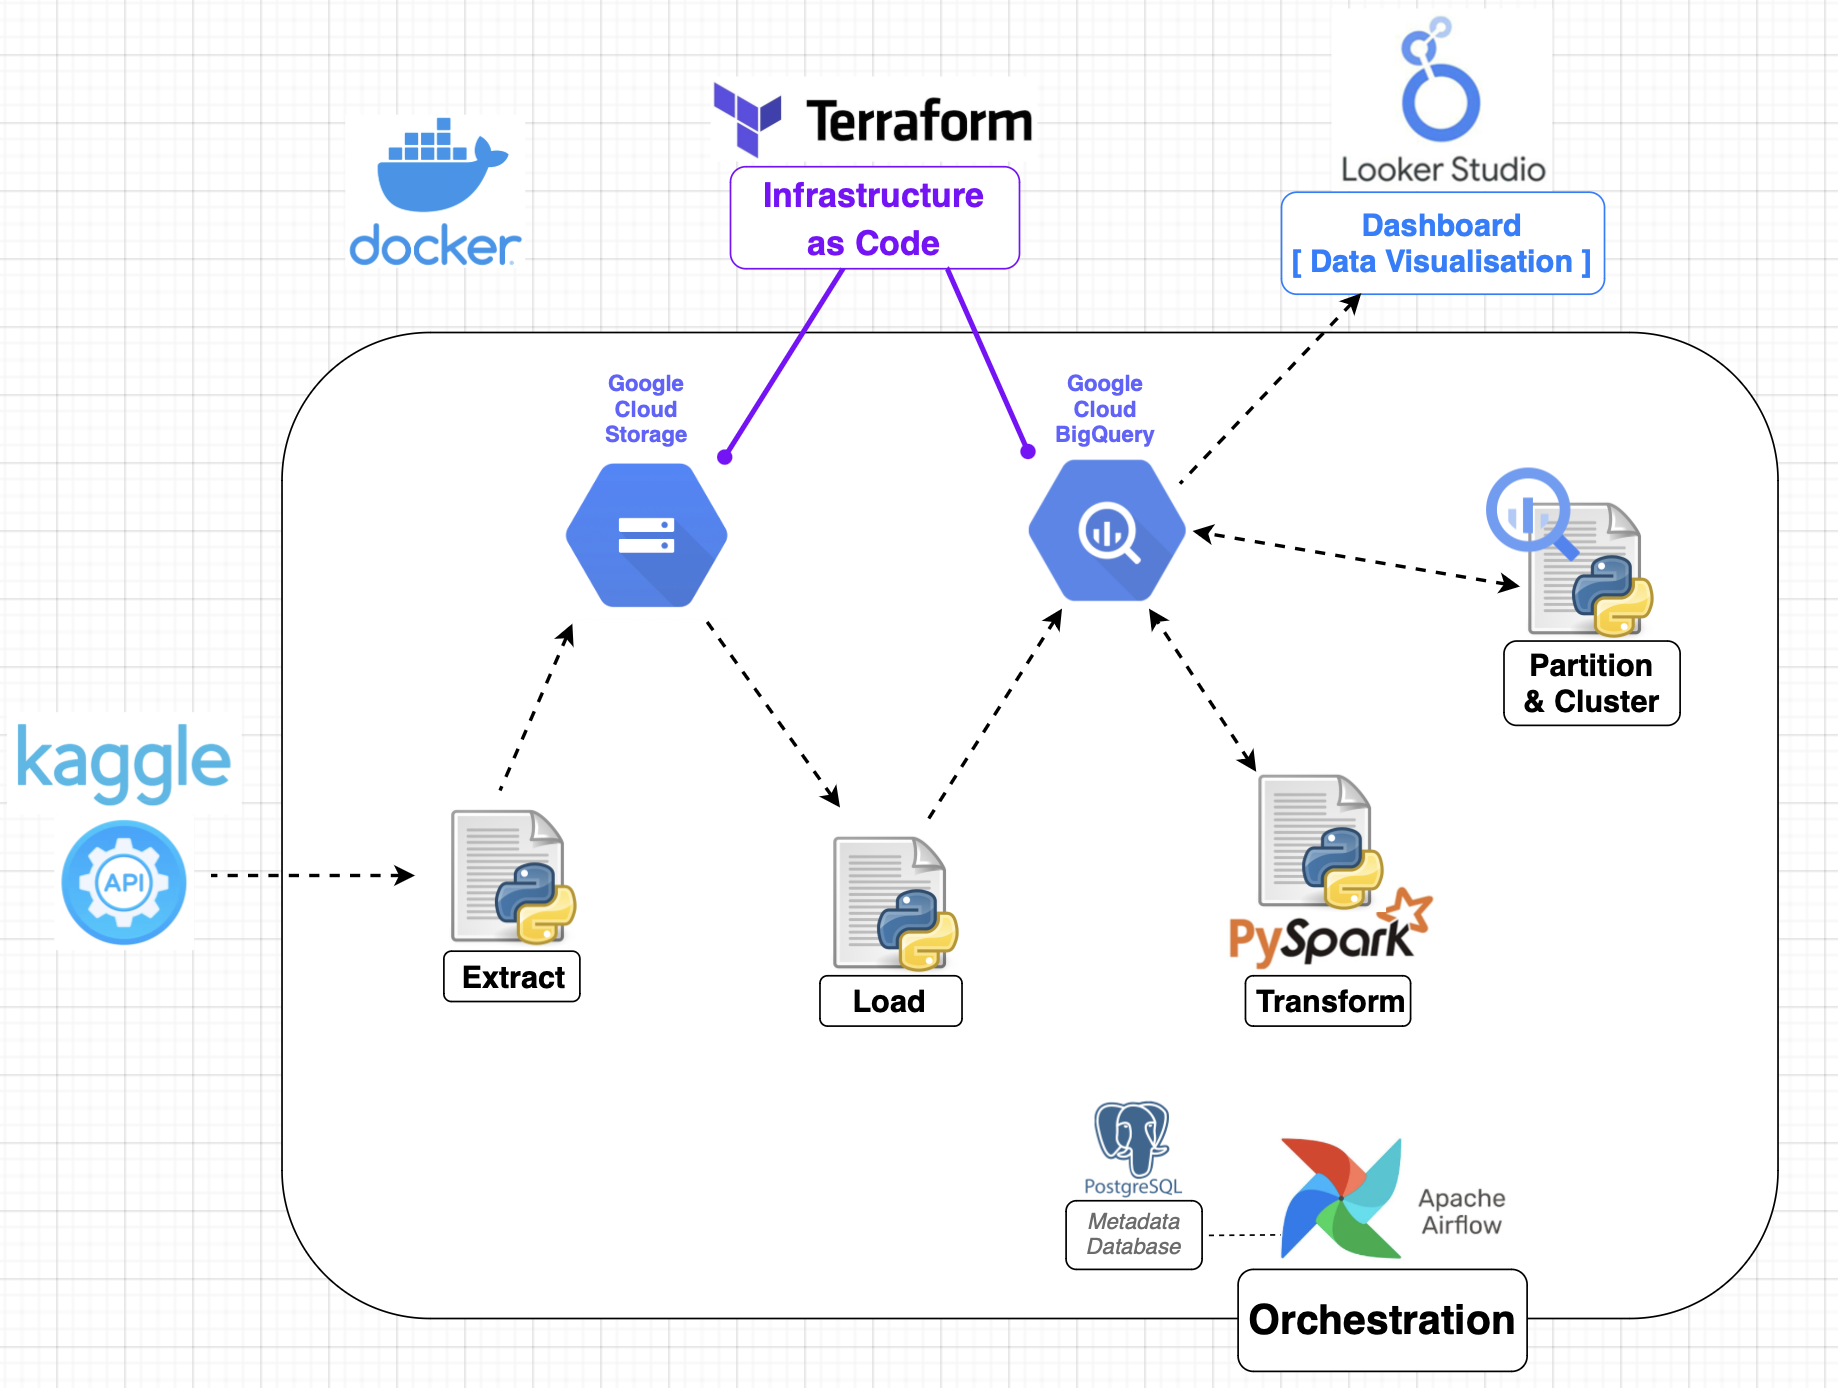 docker
Terraform
Infrastructure
as Code
Looker Studio
Dashboard
[ Data Visualisation ]
Google
Cloud
Storage
Google
Cloud
BigQuery
Partition
& Cluster
kaggle
API
Extract
Load
PySpark
Transform
PostgreSQL
Metadata
Database
Apache
Airflow
Orchestration